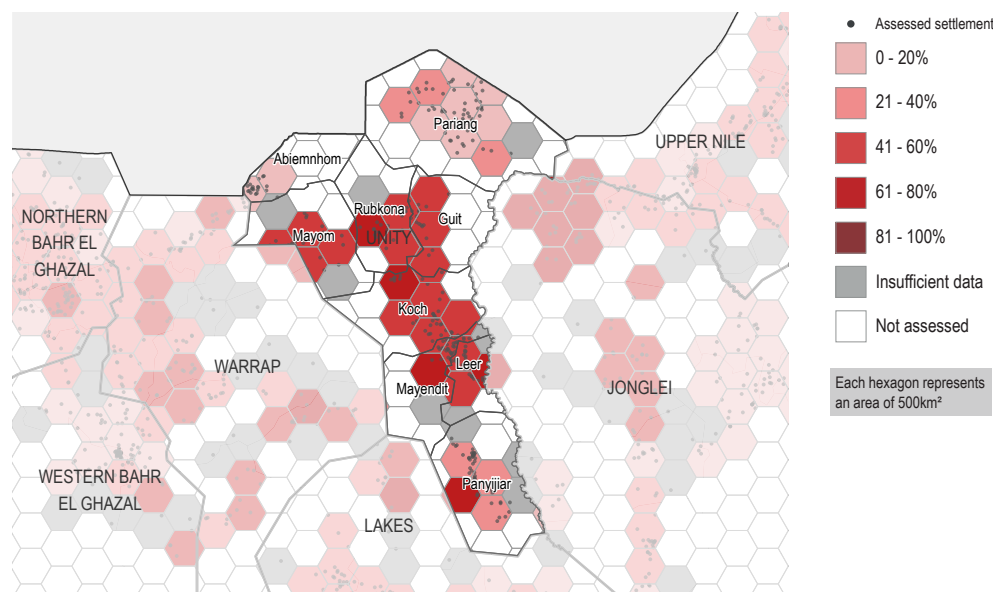 Assessed settlement
0 - 20%
21 - 40%
41 - 60%
61 - 80%
81 - 100%
Insufficient data
Not assessed
Each hexagon represents
an area of 500km²
Pariang
UPPER NILE
Abiemnhom
Rubkona
Guit
NORTHERN
BAHR EL
GHAZAL
Mayom
UNITY
Koch
WARRAP
Leer
Mayendit
JONGLEI
WESTERN BAHR
EL GHAZAL
Panyijiar
LAKES